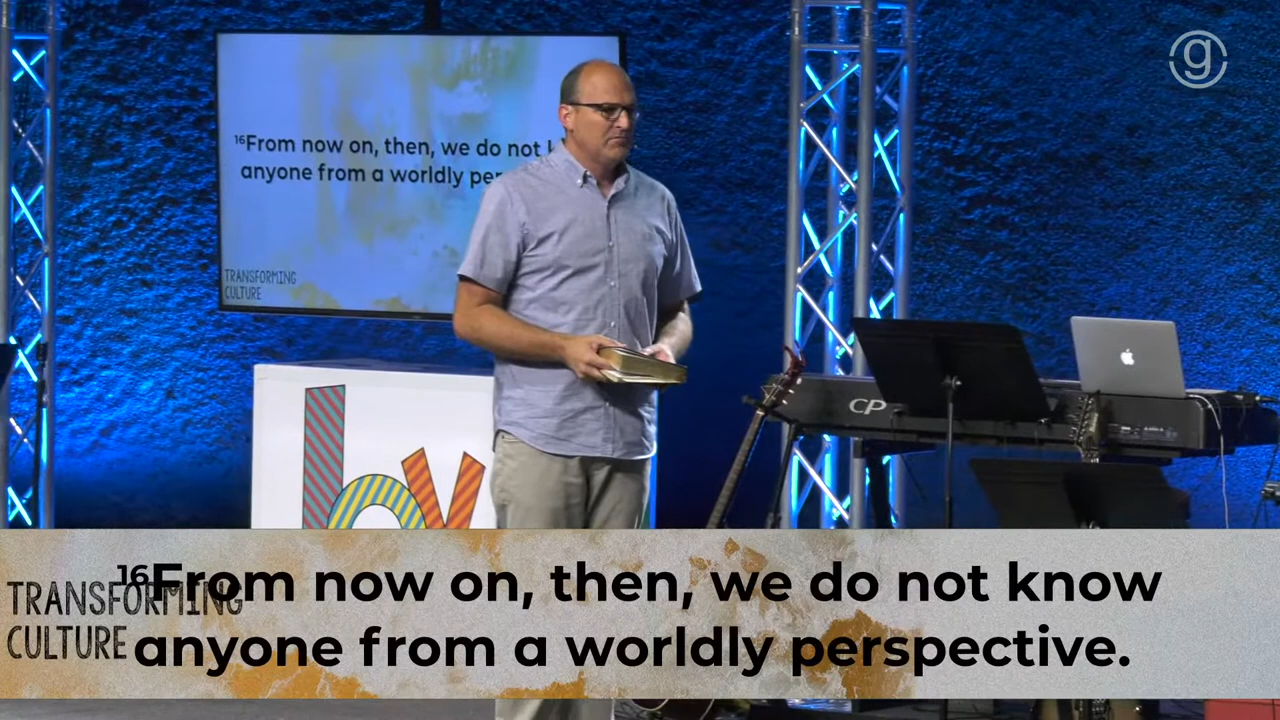 g
16From now on, then, we do not k
anyone from a worldly per
TRANSFORMING
CULTURE
CP
16From now on, then, we do not know
anyone from a worldly perspective.
TRANSFORMING
CULTURE